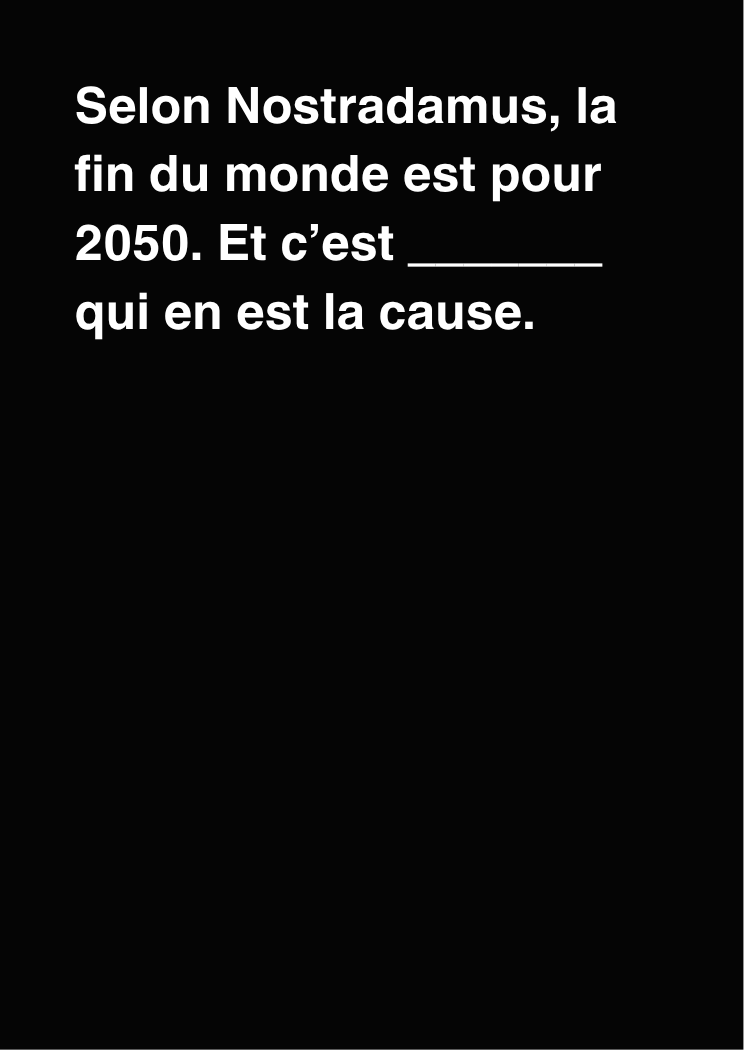 Selon Nostradamus, la
fin du monde est pour
2050. Et c’est _______
qui en est la cause.